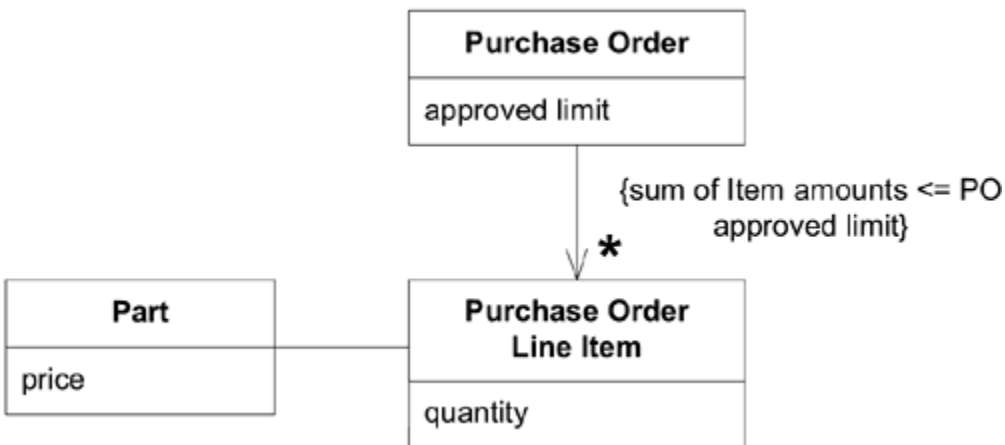 Purchase Order
approved limit
{sum of Item amounts <= PO
approved limit}
*
Part
price
Purchase Order
Line Item
quantity